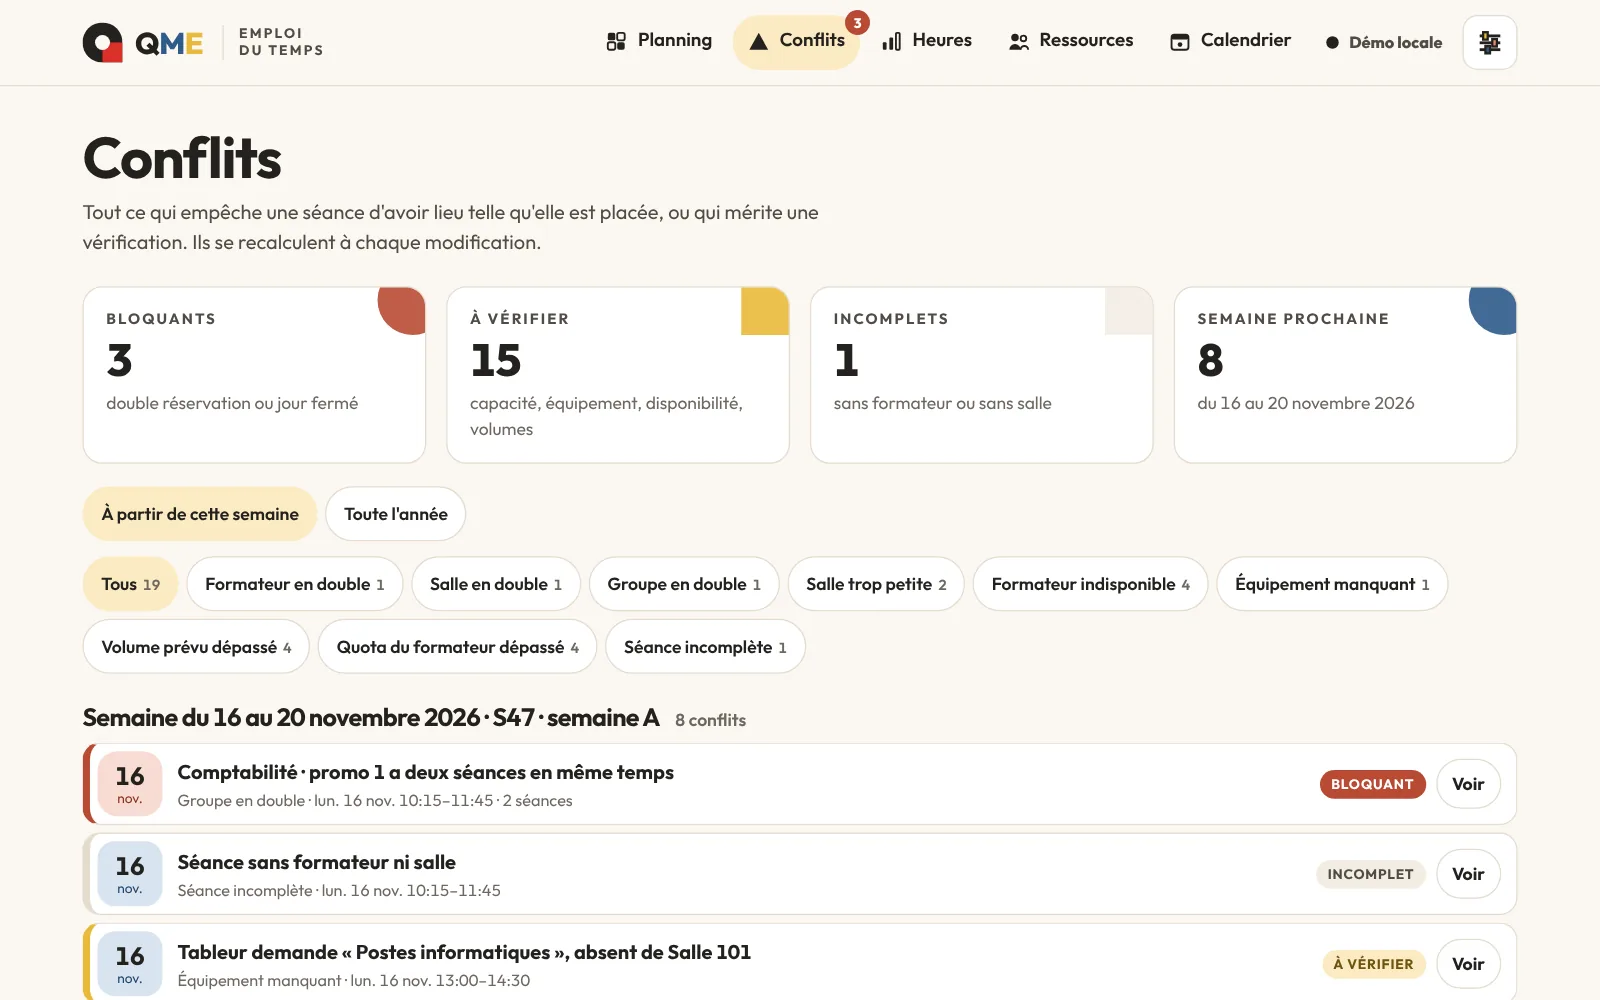 QME
EMPLOI
DU TEMPS
Planning
Conflits
3
Heures
Ressources
Calendrier
Démo locale
Conflits
Tout ce qui empêche une séance d'avoir lieu telle qu'elle est placée, ou qui mérite une
vérification. Ils se recalculent à chaque modification.
BLOQUANTS
3
double réservation ou jour fermé
À VÉRIFIER
15
capacité, équipement, disponibilité,
volumes
INCOMPLETS
1
sans formateur ou sans salle
SEMAINE PROCHAINE
8
du 16 au 20 novembre 2026
À partir de cette semaine
Toute l'année
Tous 19
Formateur en double 1
Salle en double 1
Groupe en double 1
Salle trop petite 2
Formateur indisponible 4
Équipement manquant 1
Volume prévu dépassé 4
Quota du formateur dépassé 4
Séance incomplète 1
Semaine du 16 au 20 novembre 2026 · S47 · semaine A 8 conflits
16
nov.
Comptabilité · promo 1 a deux séances en même temps
Groupe en double · lun. 16 nov. 10:15–11:45 · 2 séances
BLOQUANT
Voir
16
nov.
Séance sans formateur ni salle
Séance incomplète · lun. 16 nov. 10:15–11:45
INCOMPLET
Voir
16
nov.
Tableur demande « Postes informatiques », absent de Salle 101
Équipement manquant · lun. 16 nov. 13:00–14:30
À VÉRIFIER
Voir